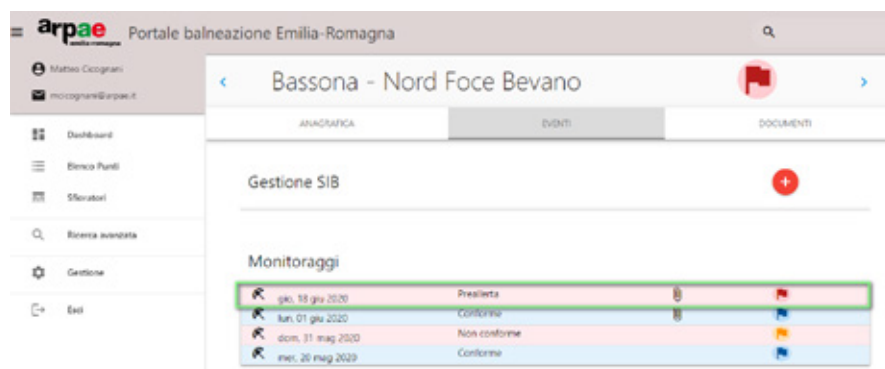 arpae Portale balneazione Emilia-Romagna
emilia-romagna
Matteo Cicognani
mcicognani@arpae.it
Bassona - Nord Foce Bevano
ANAGRAFICA EVENTI DOCUMENTI
Dashboard
Elenco Punti
Sfioratori
Ricerca avanzata
Gestione
Esci
Gestione SIB
Monitoraggi
gio, 18 giu 2020 Preallerta
lun, 01 giu 2020 Conforme
dom, 31 mag 2020 Non conforme
mer, 20 mag 2020 Conforme